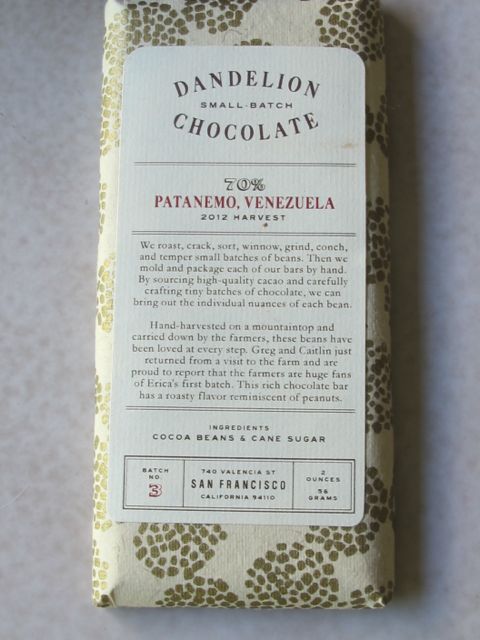 DANDELION
SMALL-BATCH
CHOCOLATE
70%
PATANEMO, VENEZUELA
2012 HARVEST
We roast, crack, sort, winnow, grind, conch,
and temper small batches of beans. Then we
mold and package each of our bars by hand.
By sourcing high-quality cacao and carefully
crafting tiny batches of chocolate, we can
bring out the individual nuances of each bean.
Hand-harvested on a mountaintop and
carried down by the farmers, these beans have
been loved at every step. Greg and Caitlin just
returned from a visit to the farm and are
proud to report that the farmers are huge fans
of Erica's first batch. This rich chocolate bar
has a roasty flavor reminiscent of peanuts.
INGREDIENTS
COCOA BEANS & CANE SUGAR
BATCH
NO.
3
740 VALENCIA ST
SAN FRANCISCO
CALIFORNIA 94110
2
OUNCES
56
GRAMS